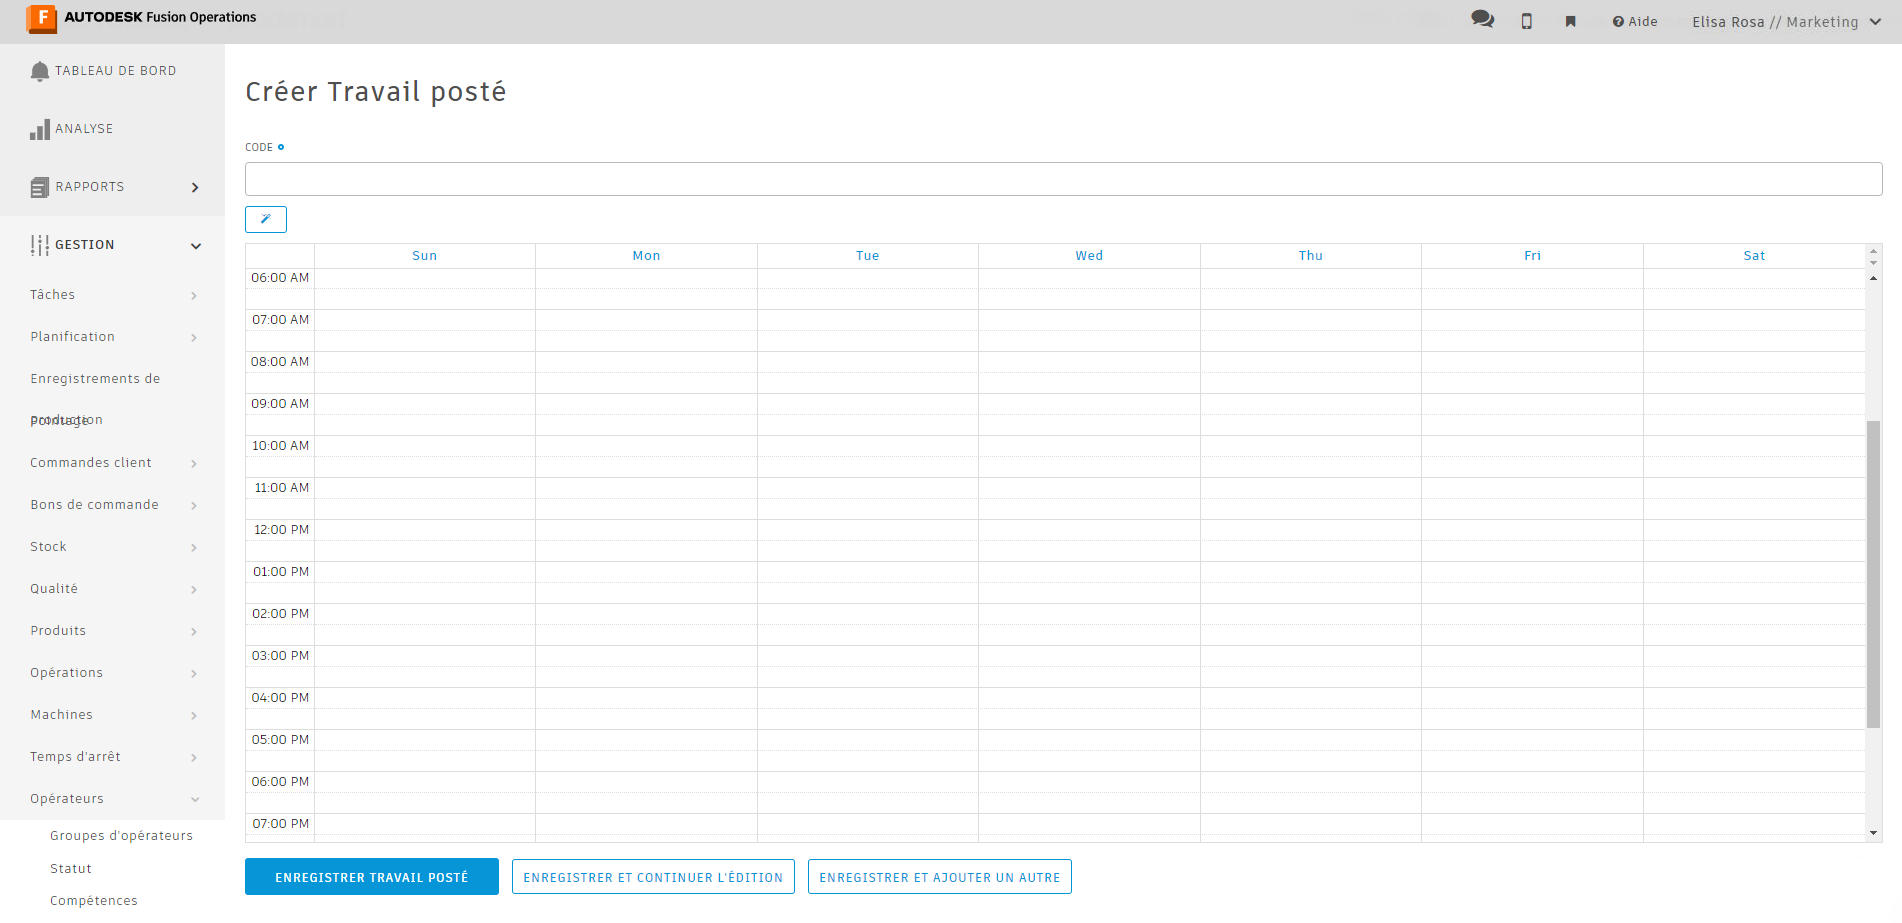 AUTODESK Fusion Operations
Aide
Elisa Rosa // Marketing
TABLEAU DE BORD
ANALYSE
RAPPORTS
GESTION
Tâches
Planification
Enregistrements de
production
Pointage
Commandes client
Bons de commande
Stock
Qualité
Produits
Opérations
Machines
Temps d'arrêt
Opérateurs
Groupes d'opérateurs
Statut
Compétences
Créer Travail posté
CODE
Sun Mon Tue Wed Thu Fri Sat
06:00 AM
07:00 AM
08:00 AM
09:00 AM
10:00 AM
11:00 AM
12:00 PM
01:00 PM
02:00 PM
03:00 PM
04:00 PM
05:00 PM
06:00 PM
07:00 PM
ENREGISTRER TRAVAIL POSTÉ
ENREGISTRER ET CONTINUER L'ÉDITION
ENREGISTRER ET AJOUTER UN AUTRE